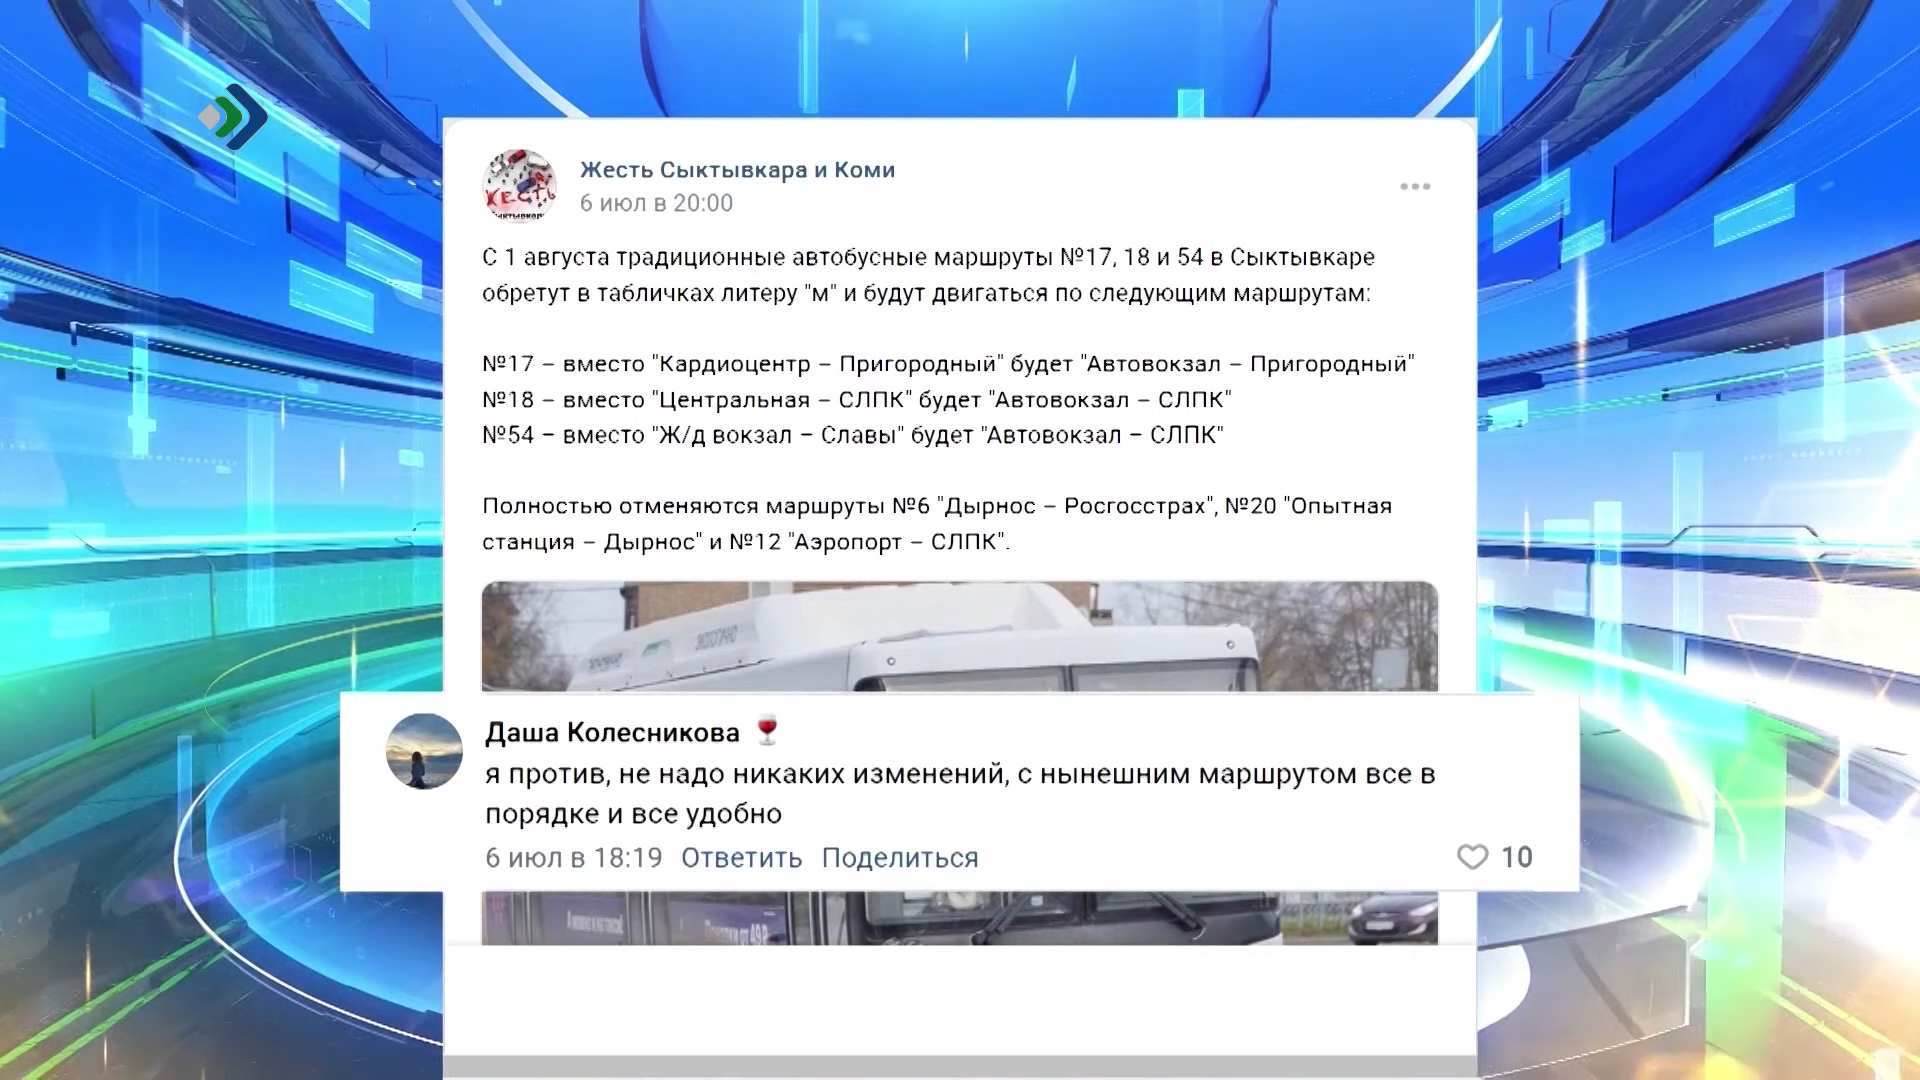 Жесть Сыктывкара и Коми
6 июл в 20:00
С 1 августа традиционные автобусные маршруты №17, 18 и 54 в Сыктывкаре
обретут в табличках литеру "м" и будут двигаться по следующим маршрутам:
№17 – вместо "Кардиоцентр – Пригородный" будет "Автовокзал – Пригородный"
№18 – вместо "Центральная – СЛПК" будет "Автовокзал – СЛПК"
№54 – вместо "Ж/д вокзал – Славы" будет "Автовокзал – СЛПК"
Полностью отменяются маршруты №6 "Дырнос – Росгосстрах", №20 "Опытная
станция – Дырнос" и №12 "Аэропорт – СЛПК".
Даша Колесникова 🍷
я против, не надо никаких изменений, с нынешним маршрутом все в
порядке и все удобно
6 июл в 18:19 Ответить Поделиться
10